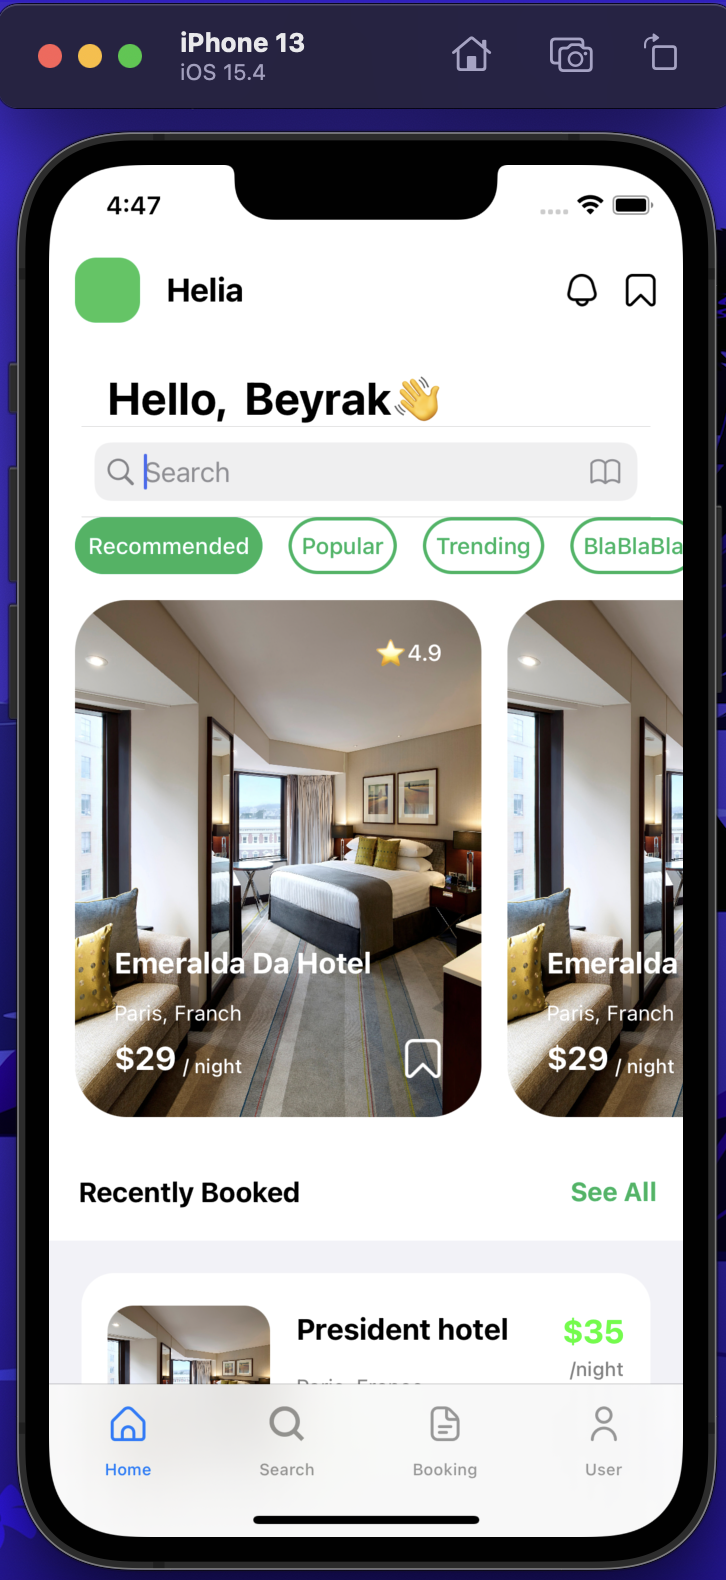 iPhone 13
iOS 15.4
4:47
Helia
Hello, Beyrak👋
Search
Recommended Popular Trending BlaBlaBla
⭐4.9
Emeralda Da Hotel
Paris, Franch
$29 / night
Emeralda
Paris, Franch
$29 / night
Recently Booked See All
President hotel $35
/night
Paris, France
Home Search Booking User